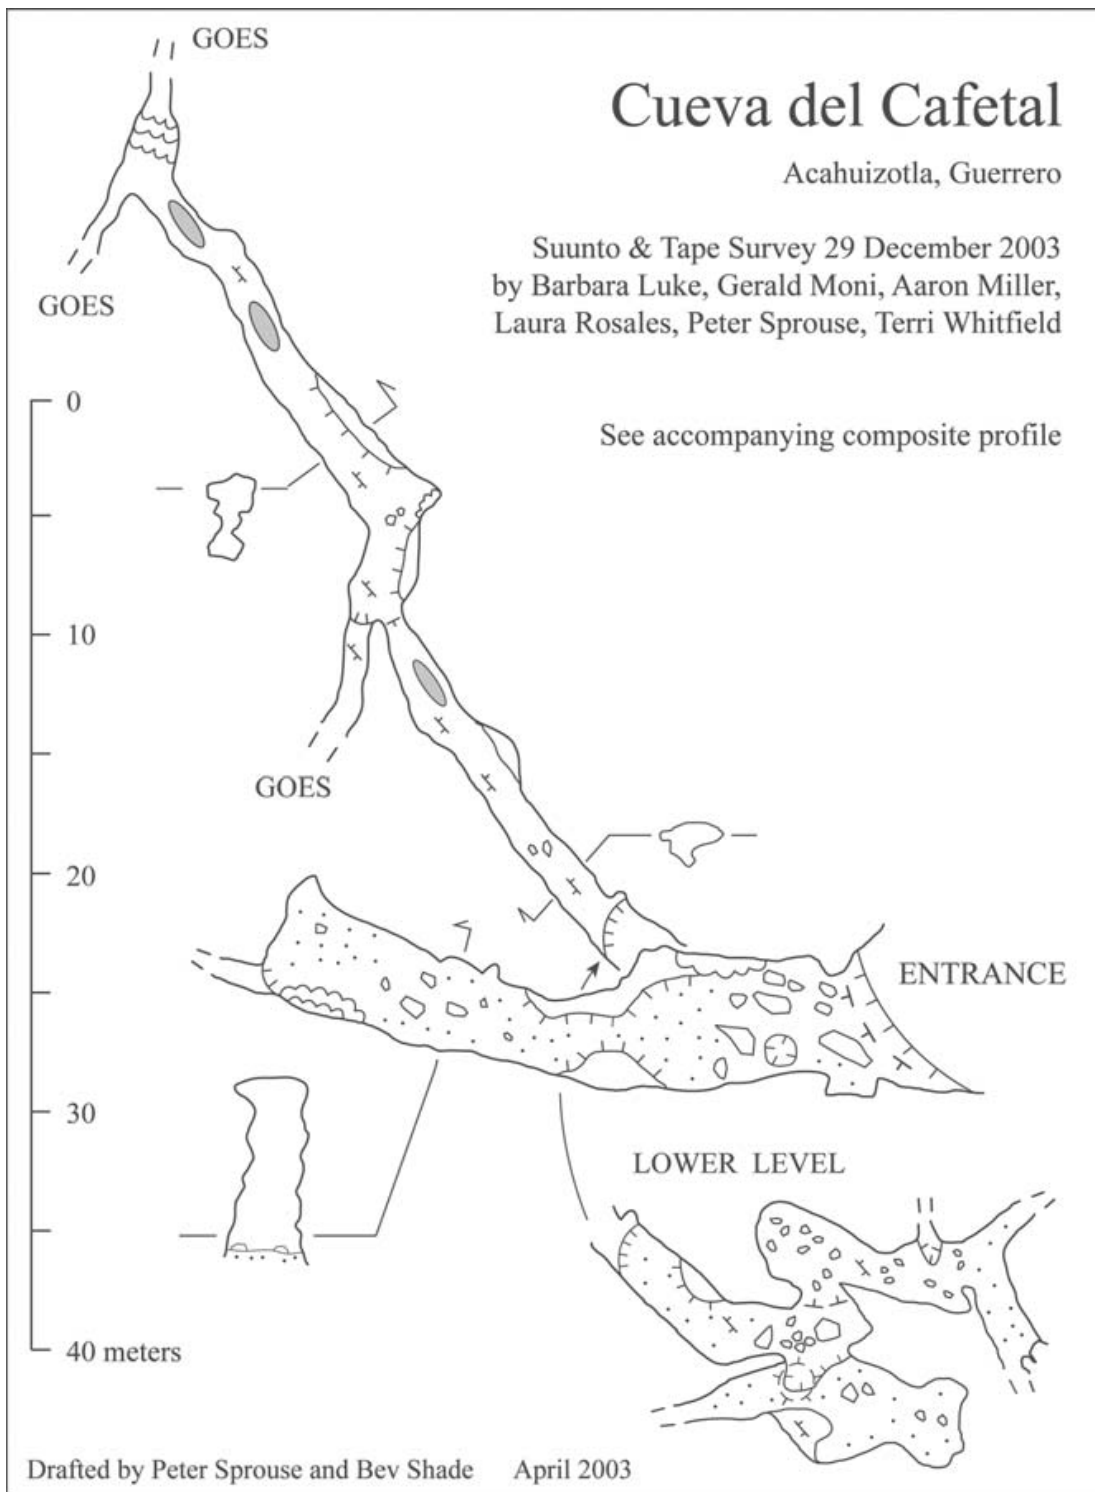 GOES
Cueva del Cafetal
Acahuizotla, Guerrero
Suunto & Tape Survey 29 December 2003
by Barbara Luke, Gerald Moni, Aaron Miller,
Laura Rosales, Peter Sprouse, Terri Whitfield
GOES
0
See accompanying composite profile
10
GOES
20
ENTRANCE
30
LOWER LEVEL
40 meters
Drafted by Peter Sprouse and Bev Shade April 2003